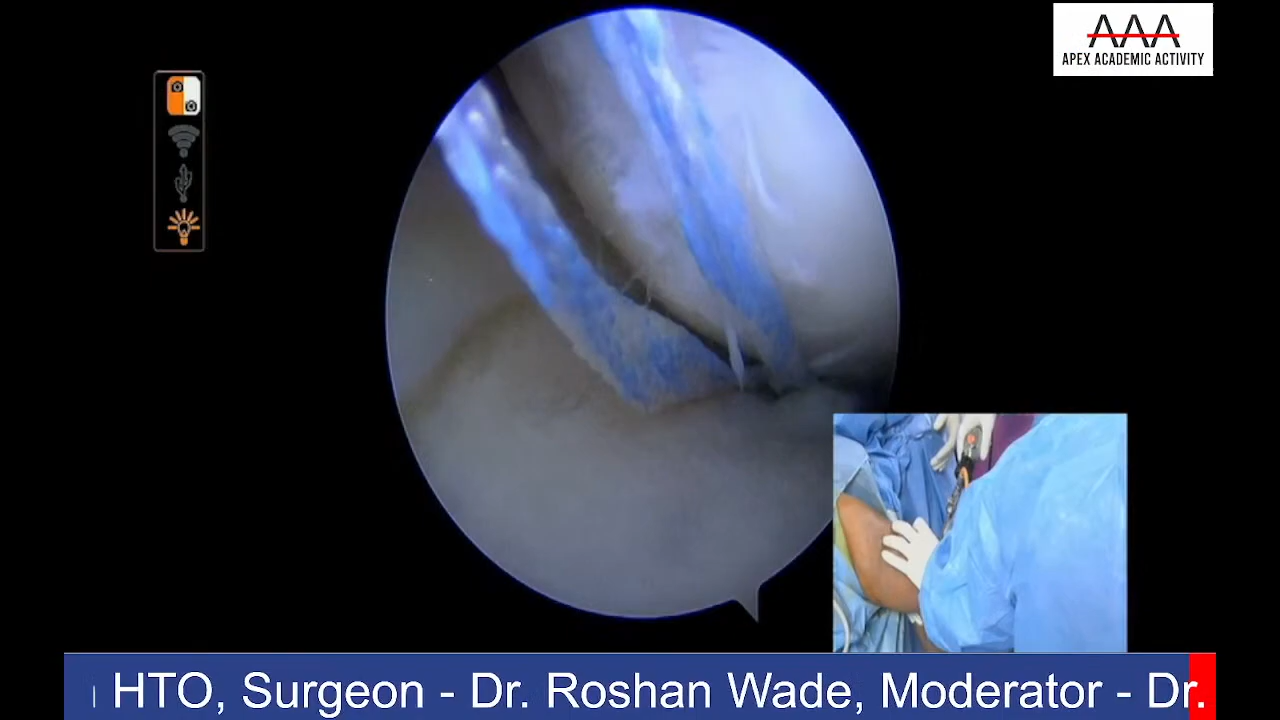 AAA
APEX ACADEMIC ACTIVITY
HTO, Surgeon - Dr. Roshan Wade, Moderator - Dr.